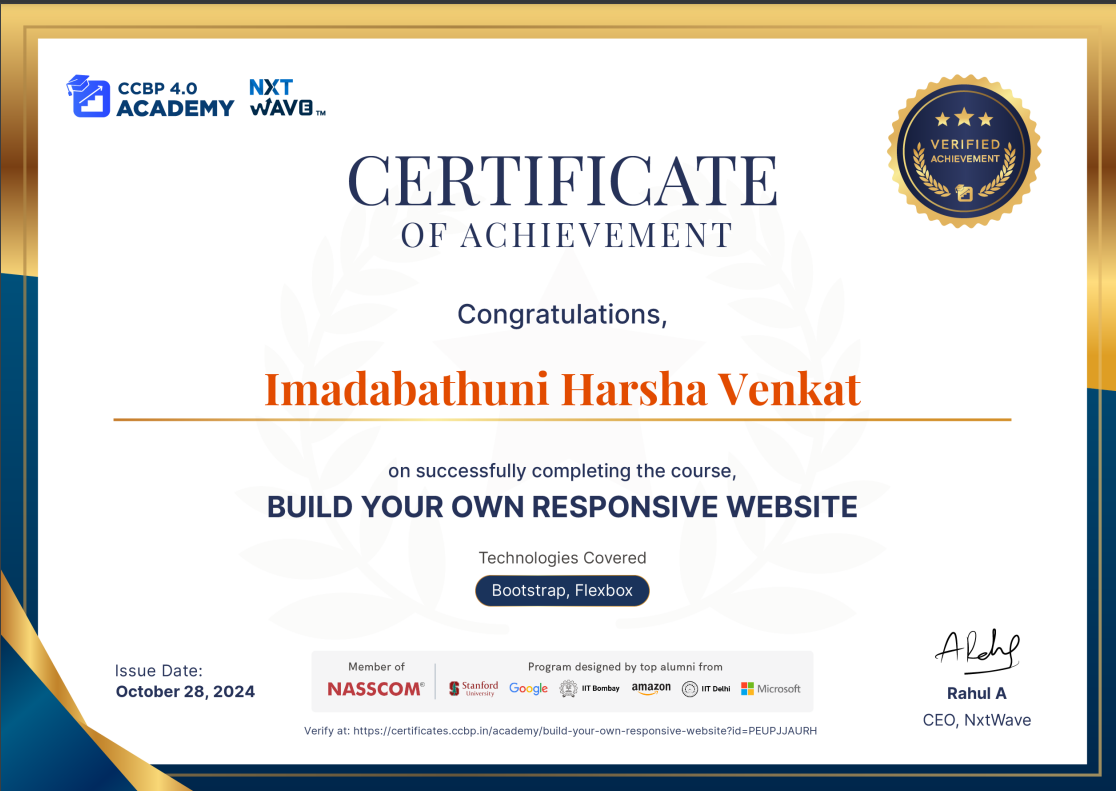 CCBP 4.0
ACADEMY
NXT
WAVE™
VERIFIED
ACHIEVEMENT
CERTIFICATE
OF ACHIEVEMENT
Congratulations,
Imadabathuni Harsha Venkat
on successfully completing the course,
BUILD YOUR OWN RESPONSIVE WEBSITE
Technologies Covered
Bootstrap, Flexbox
Issue Date:
October 28, 2024
Member of
NASSCOM®
Program designed by top alumni from
Stanford University Google IIT Bombay amazon IIT Delhi Microsoft
Verify at: https://certificates.ccbp.in/academy/build-your-own-responsive-website?id=PEUPJJAURH
Rahul A
CEO, NxtWave